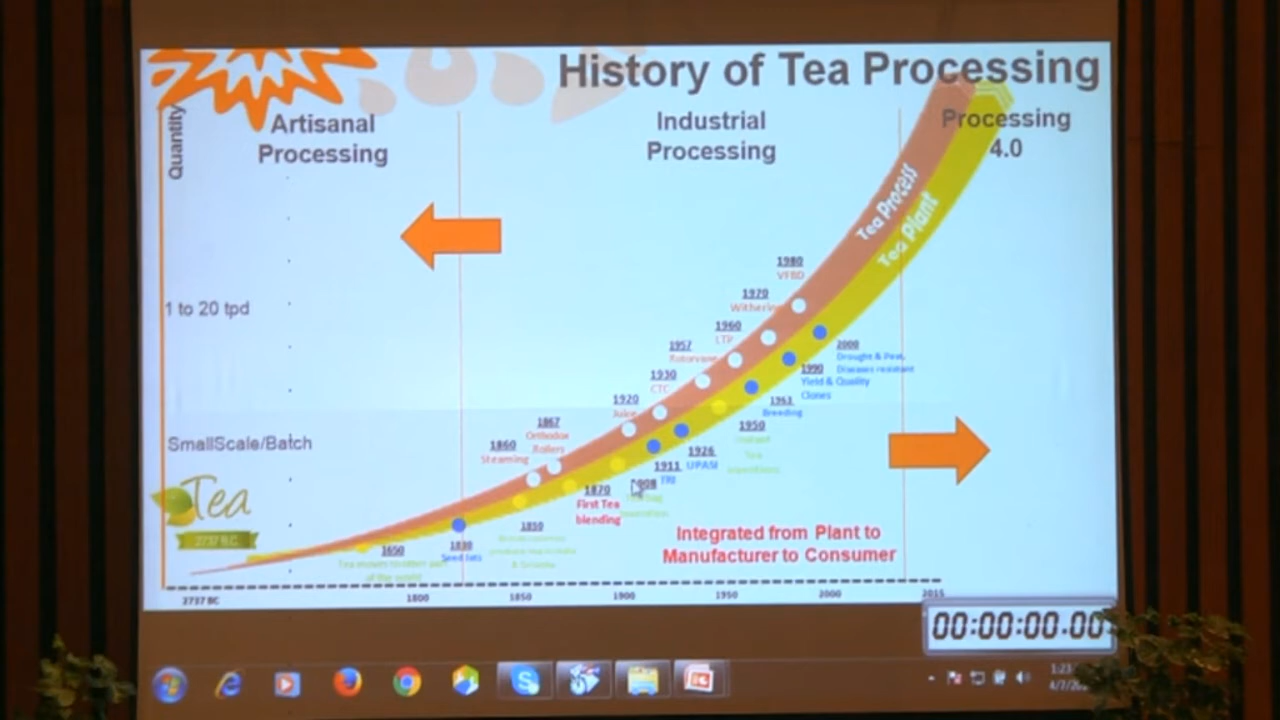 History of Tea Processing
Quantity
Artisanal
Processing
Industrial
Processing
Processing
4.0
Tea Process
Tea Plant
1 to 20 tpd
SmallScale/Batch
Tea
2737 B.C
1980
VFBD
1970
Withering
1960
LTP
1957
Rotorvane
1930
CTC
1920
1867
Orthodox
Rollers
1860
Steaming
2000
Drought & Pest,
Diseases resistant
1990
Yield & Quality
Clones
1961
Breeding
1950
1926
UPASI
1911
TRI
1908
1870
First Tea
blending
1850
1830
Seed lots
1650
Integrated from Plant to
Manufacturer to Consumer
2737 BC
1800
1850
1900
1950
2000
2015
00:00:00.00
1:23